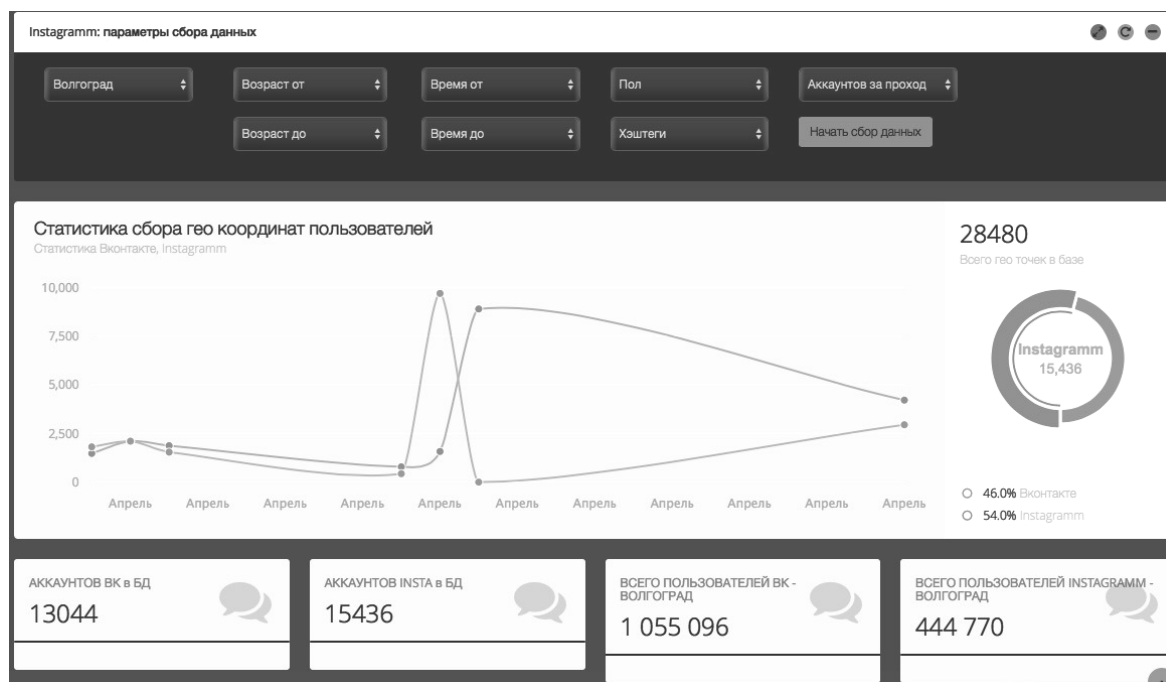 Instagramm: параметры сбора данных
Волгоград
Возраст от
Время от
Пол
Аккаунтов за проход
Возраст до
Время до
Хэштеги
Начать сбор данных
Статистика сбора гео координат пользователей
Статистика Вконтакте, Instagramm
28480
Всего гео точек в базе
10,000
7,500
5,000
2,500
0
Instagramm
15,436
Апрель Апрель Апрель Апрель Апрель Апрель Апрель Апрель Апрель Апрель Апрель
46.0% Вконтакте
54.0% Instagramm
АККАУНТОВ ВК в БД
13044
АККАУНТОВ INSTA в БД
15436
ВСЕГО ПОЛЬЗОВАТЕЛЕЙ ВК -
ВОЛГОГРАД
1 055 096
ВСЕГО ПОЛЬЗОВАТЕЛЕЙ INSTAGRAMM -
ВОЛГОГРАД
444 770